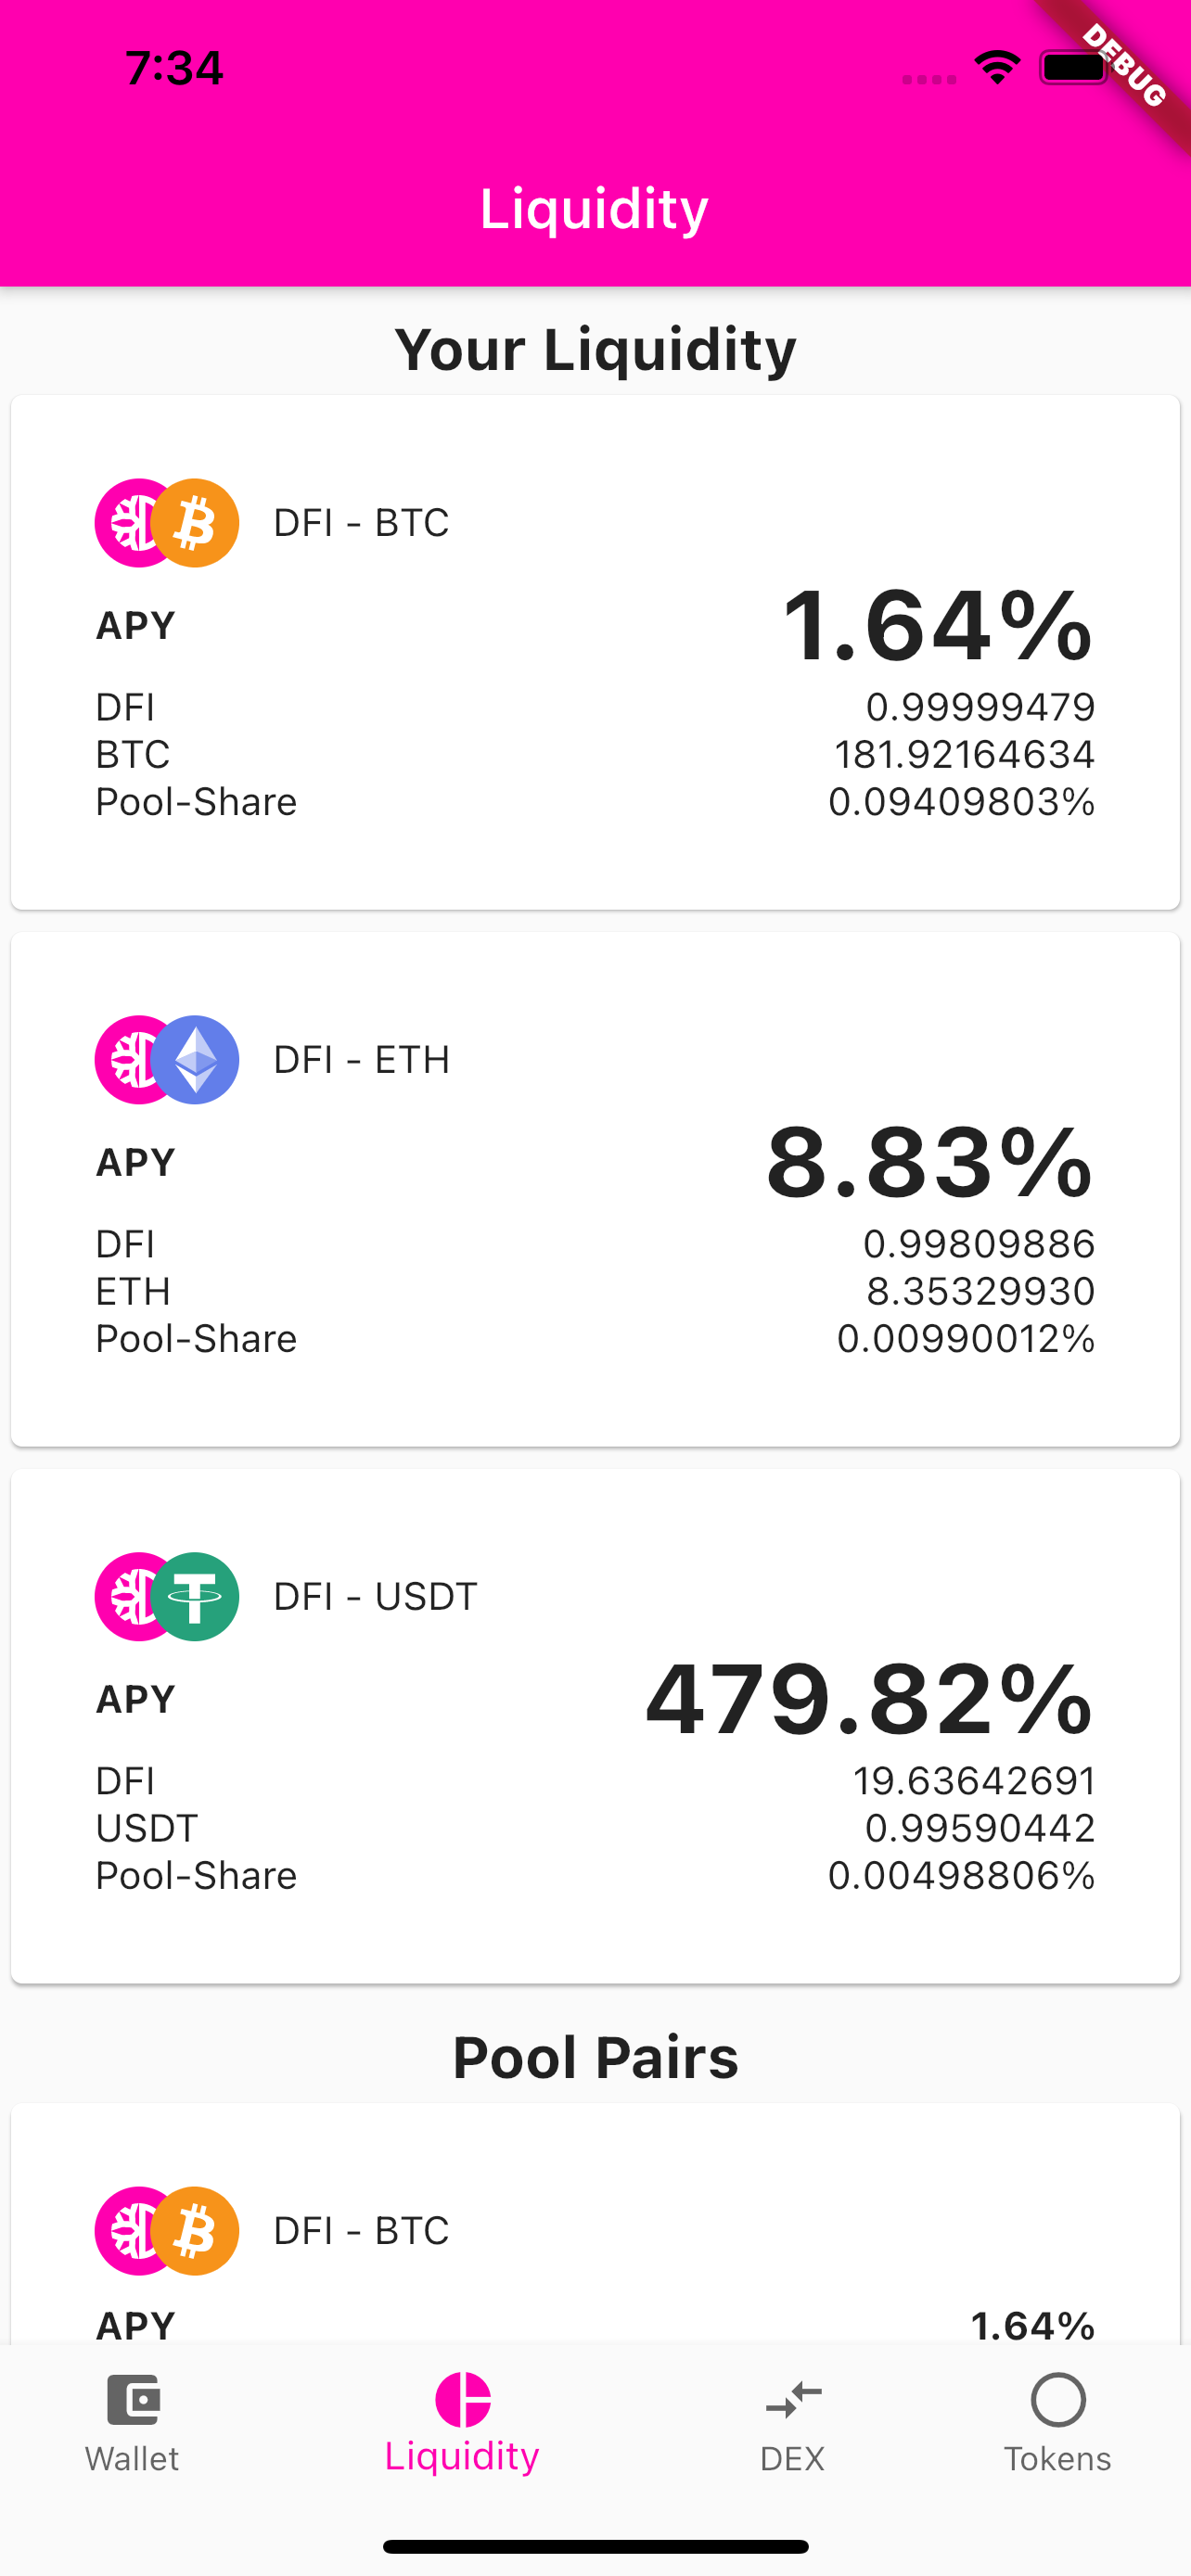 7:34
DEBUG
Liquidity
Your Liquidity
DFI - BTC
APY 1.64%
DFI 0.99999479
BTC 181.92164634
Pool-Share 0.09409803%
DFI - ETH
APY 8.83%
DFI 0.99809886
ETH 8.35329930
Pool-Share 0.00990012%
DFI - USDT
APY 479.82%
DFI 19.63642691
USDT 0.99590442
Pool-Share 0.00498806%
Pool Pairs
DFI - BTC
APY 1.64%
Wallet Liquidity DEX Tokens